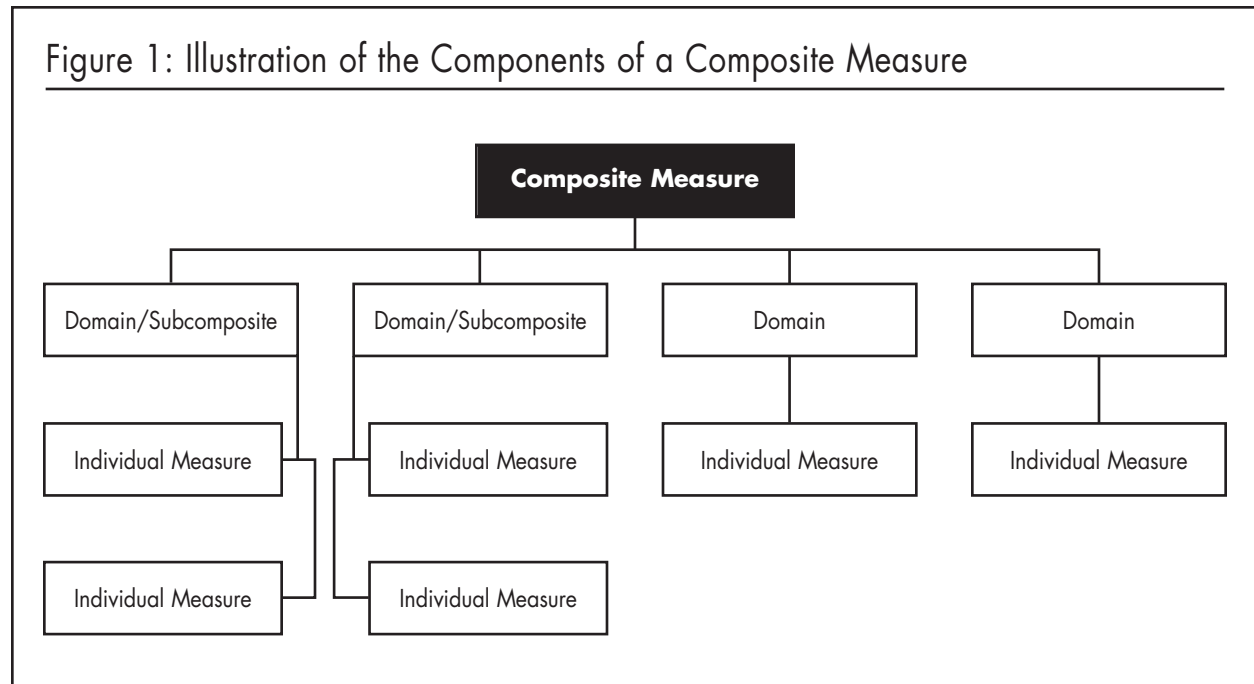 Figure 1: Illustration of the Components of a Composite Measure
Composite Measure
Domain/Subcomposite
Domain/Subcomposite
Domain
Domain
Individual Measure
Individual Measure
Individual Measure
Individual Measure
Individual Measure
Individual Measure